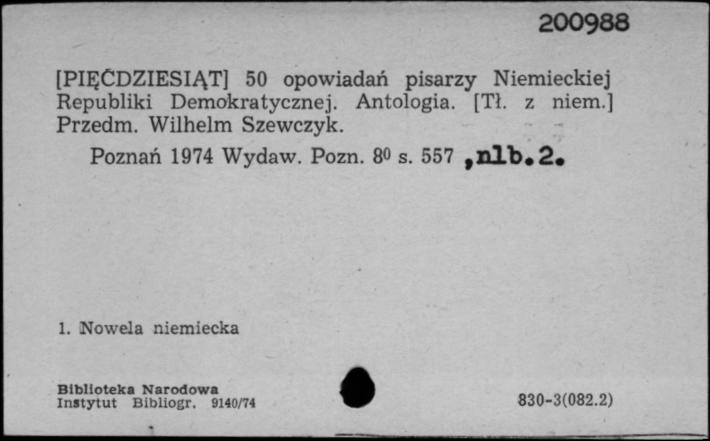 200988
[PIĘĆDZIESIĄT] 50 opowiadań pisarzy Niemieckiej
Republiki Demokratycznej. Antologia. [Tł. z niem.]
Przedm. Wilhelm Szewczyk.
Poznań 1974 Wydaw. Pozn. 8⁰ s. 557 ,nlb.2.
1. Nowela niemiecka
Biblioteka Narodowa
Instytut Bibliogr. 9140/74
830-3(082.2)